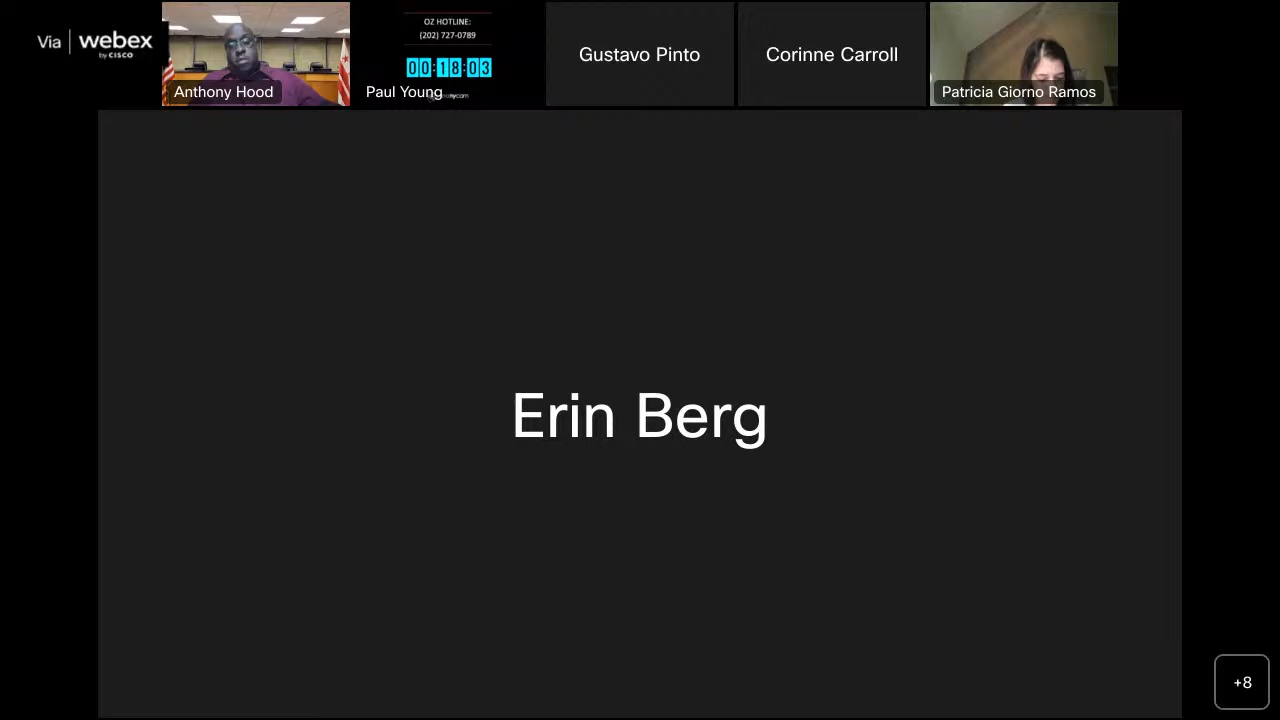 Via webex
by CISCO
Anthony Hood
OZ HOTLINE:
(202) 727-0789
00:18:03
Paul Young
Gustavo Pinto
Corinne Carroll
Patricia Giorno Ramos
Erin Berg
+8